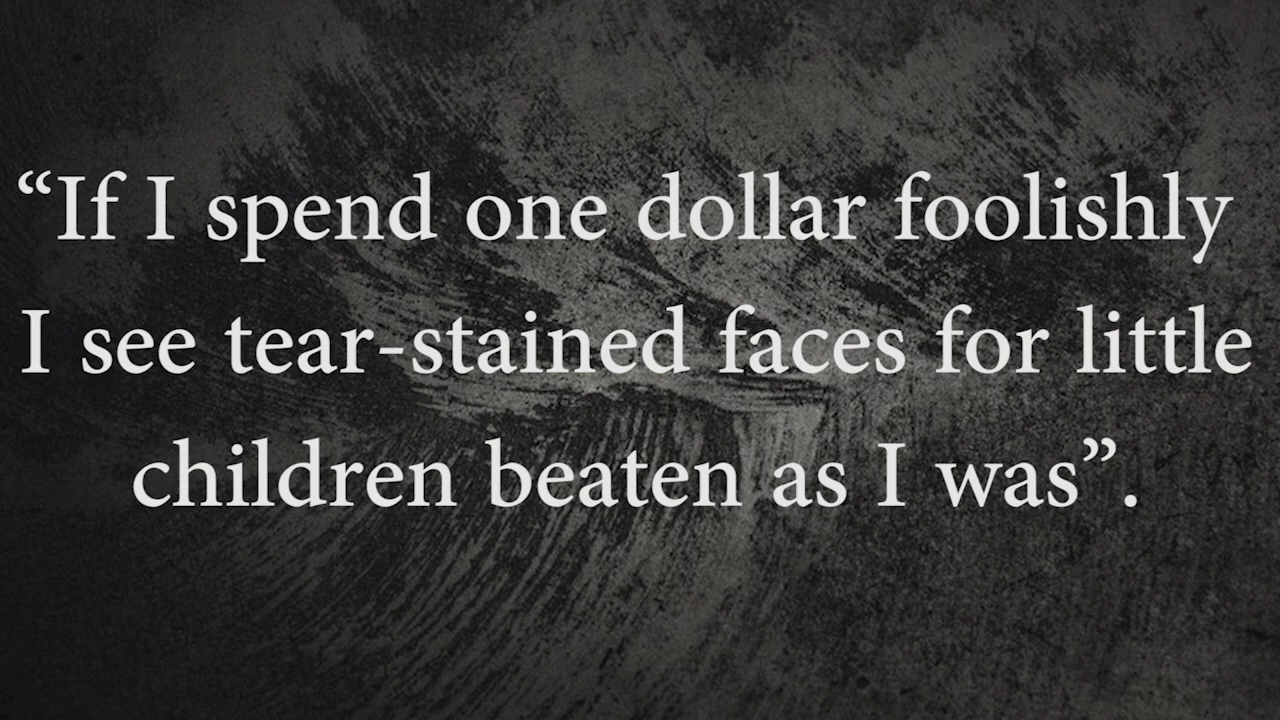 “If I spend one dollar foolishly
I see tear-stained faces for little
children beaten as I was”.